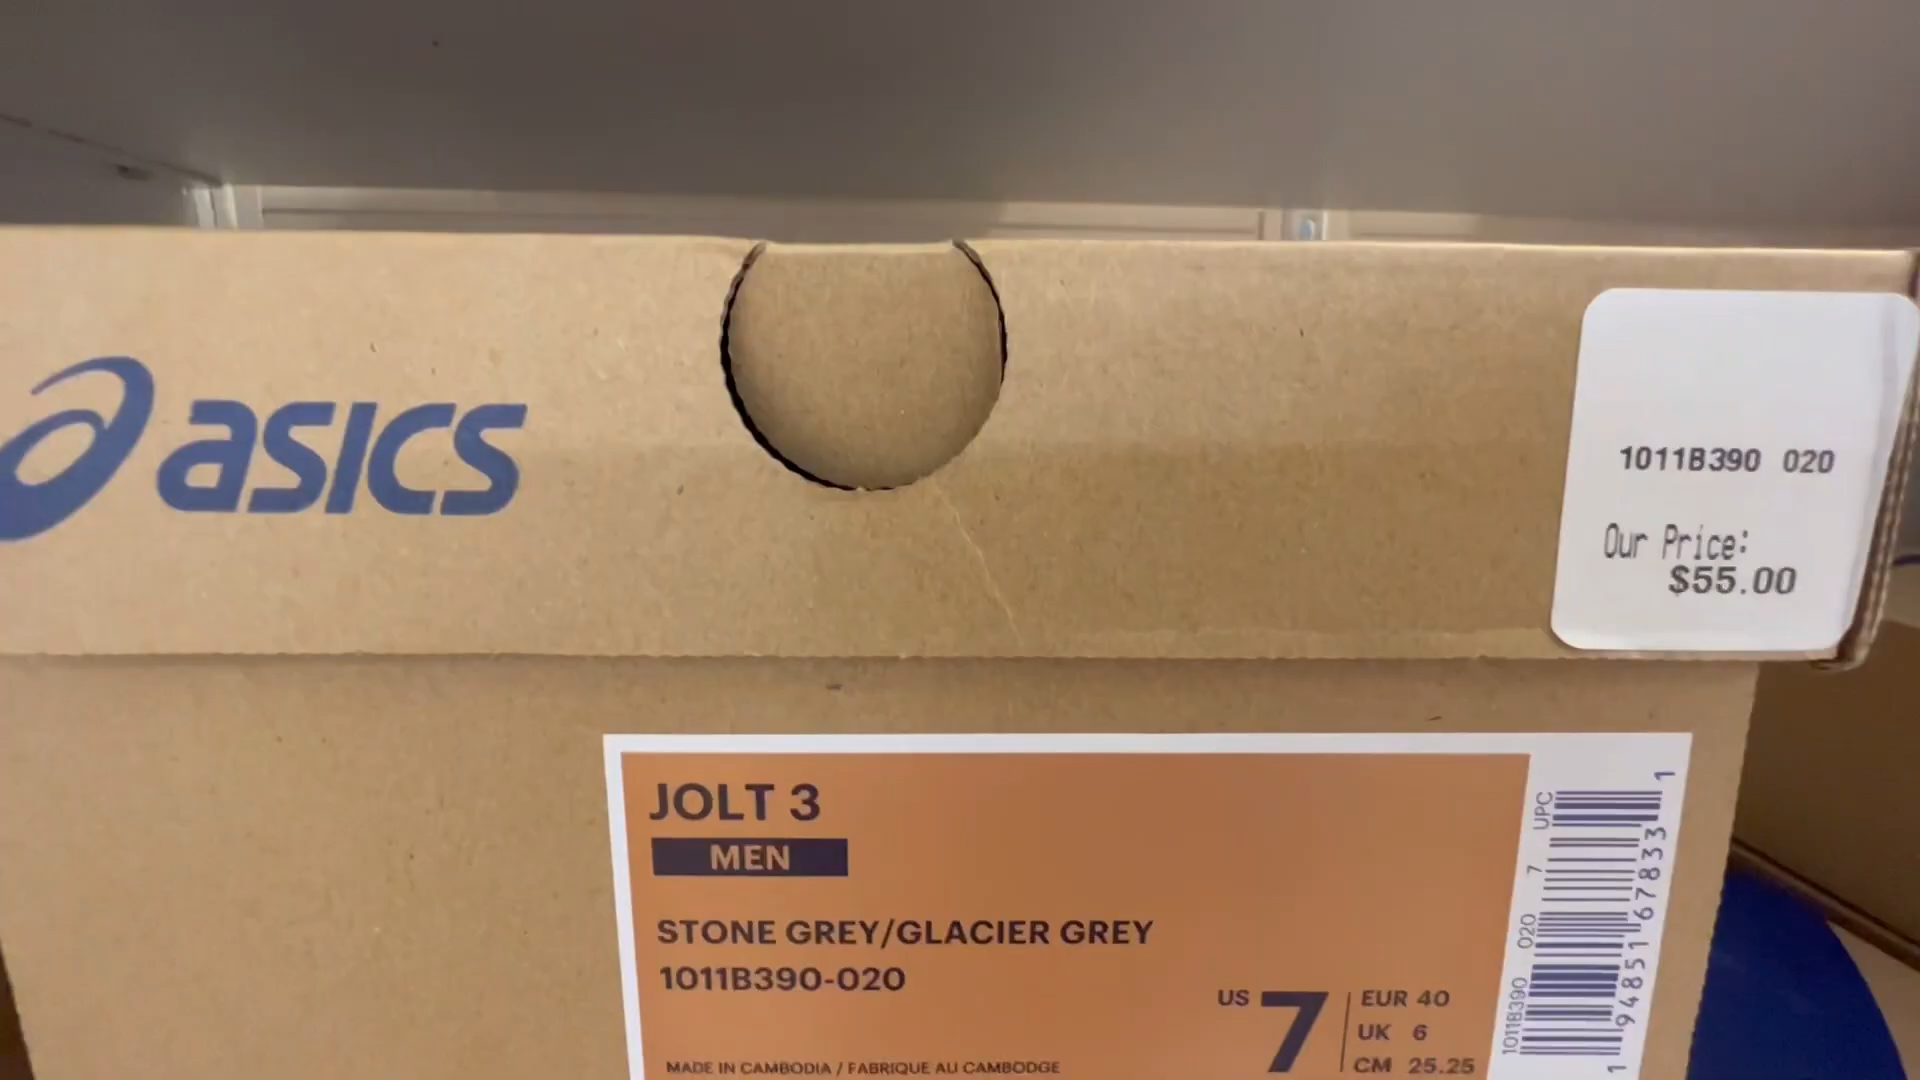 asics
1011B390 020
Our Price:
$55.00
JOLT 3
MEN
STONE GREY/GLACIER GREY
1011B390-020
US 7
EUR 40
UK 6
CM 25.25
MADE IN CAMBODIA / FABRIQUE AU CAMBODGE
1011B390 020 7 UPC
1 94851 67833 1